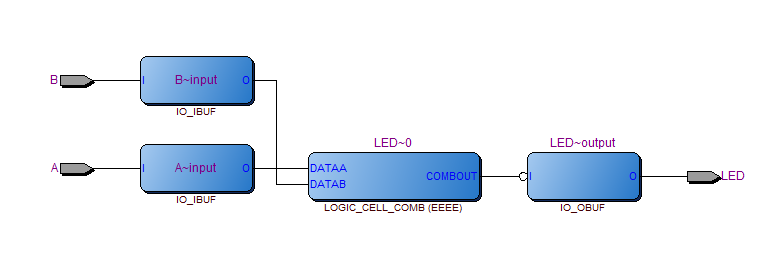 B
I
B~input
O
IO_IBUF
A
I
A~input
O
IO_IBUF
LED~0
DATAA
DATAB
COMBOUT
LOGIC_CELL_COMB (EEEE)
LED~output
I
O
IO_OBUF
LED